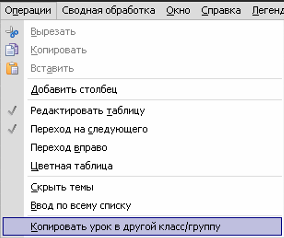 Операции Сводная обработка Окно Справка Легенд
Вырезать
Копировать
Вставить
Добавить столбец
Редактировать таблицу
Переход на следующего
Переход вправо
Цветная таблица
Скрыть темы
Ввод по всему списку
Копировать урок в другой класс/группу